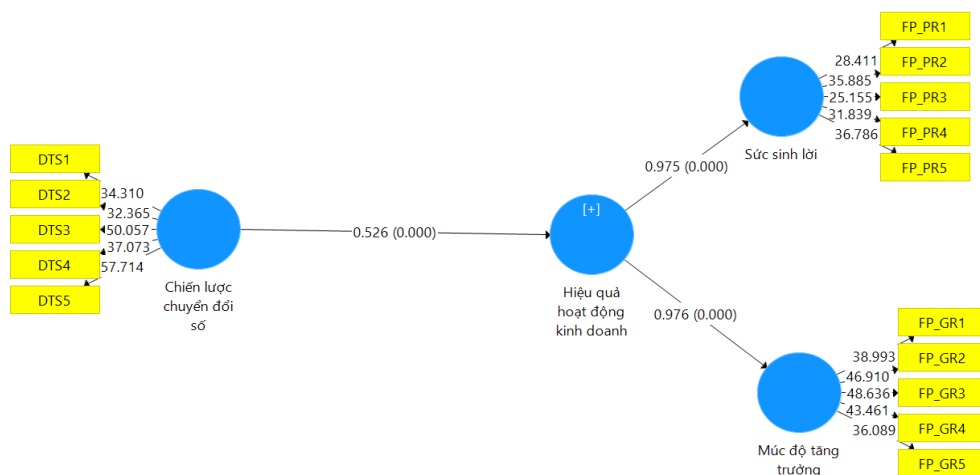 DTS1
DTS2
DTS3
DTS4
DTS5
34.310
32.365
50.057
37.073
57.714
Chiến lược
chuyển đổi
số
0.526 (0.000)
[+]
Hiệu quả
hoạt động
kinh doanh
0.975 (0.000)
0.976 (0.000)
Sức sinh lời
28.411
35.885
25.155
31.839
36.786
FP_PR1
FP_PR2
FP_PR3
FP_PR4
FP_PR5
Múc độ tăng
trưởng
38.993
46.910
48.636
43.461
36.089
FP_GR1
FP_GR2
FP_GR3
FP_GR4
FP_GR5